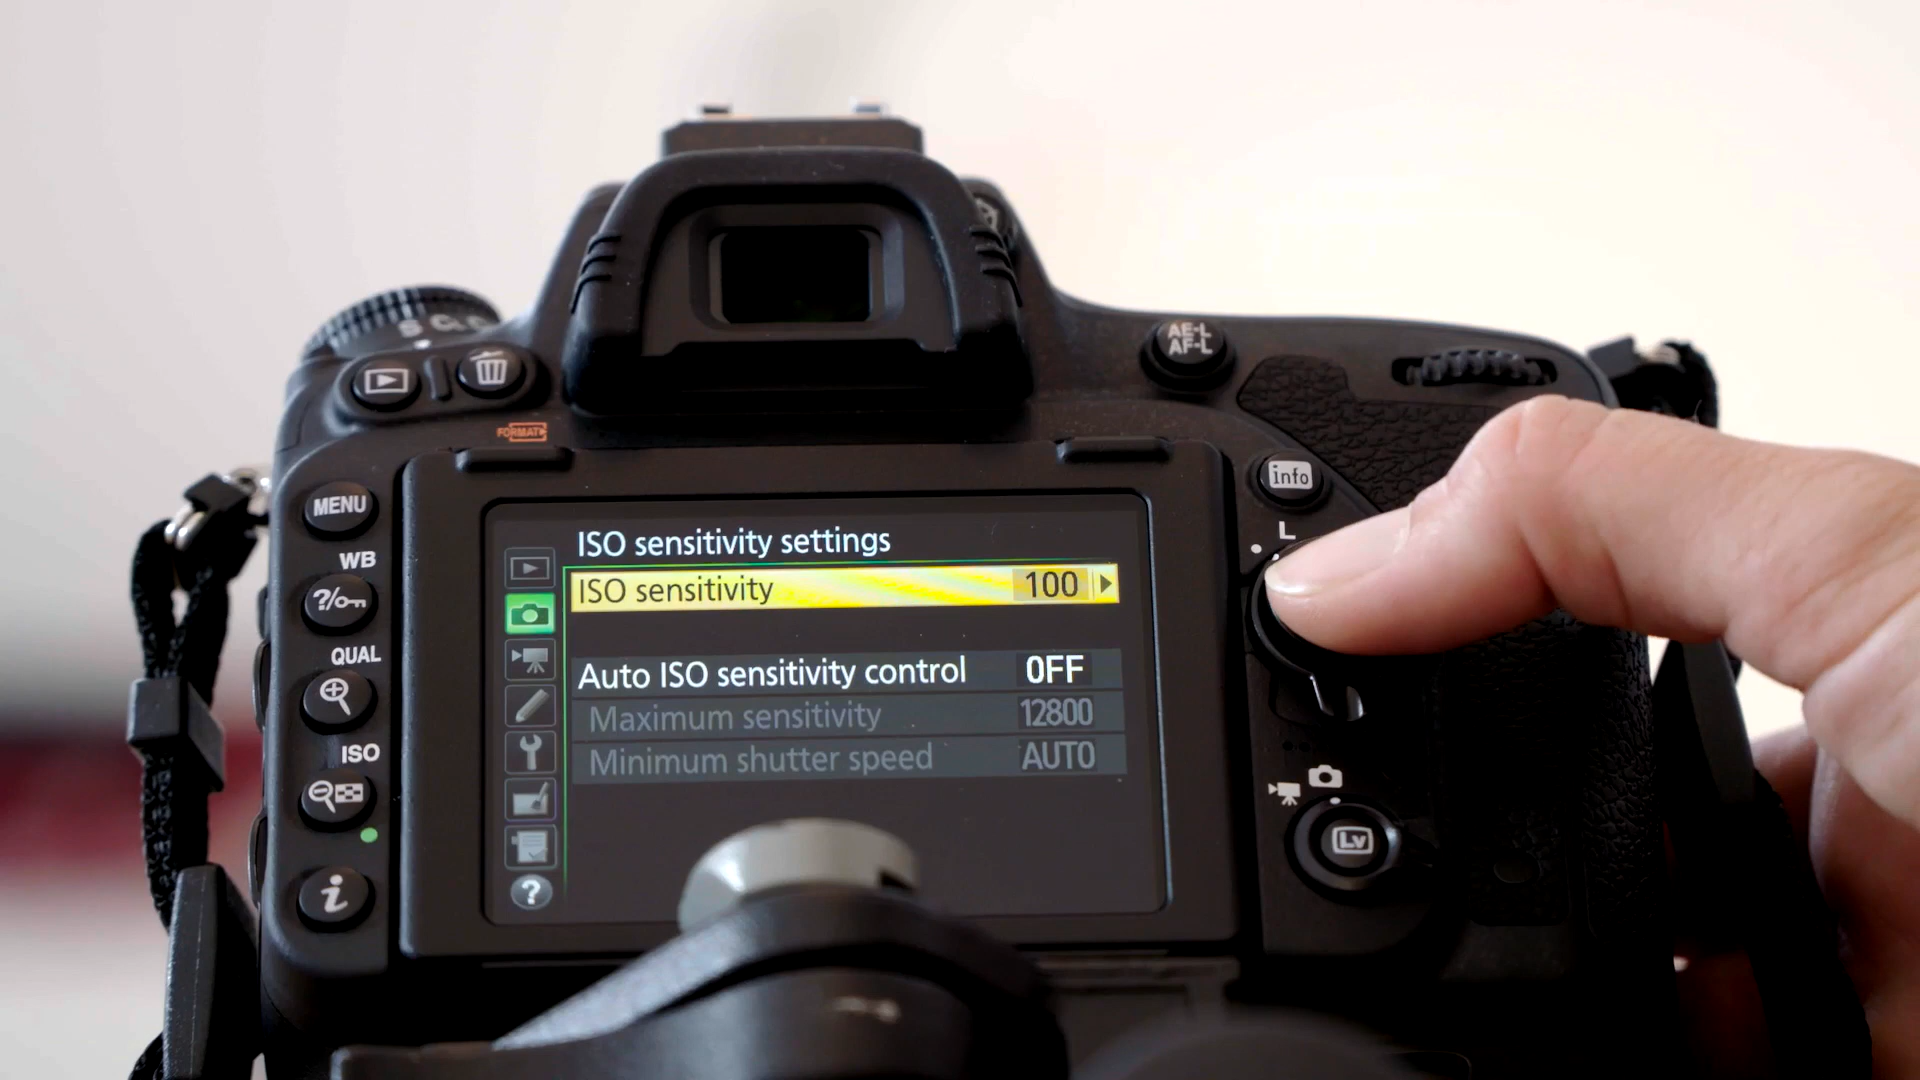 S
AE-L
AF-L
FORMAT
info
MENU
L
WB
?
QUAL
ISO
i
Lv
ISO sensitivity settings
ISO sensitivity 100
Auto ISO sensitivity control OFF
Maximum sensitivity 12800
Minimum shutter speed AUTO
?